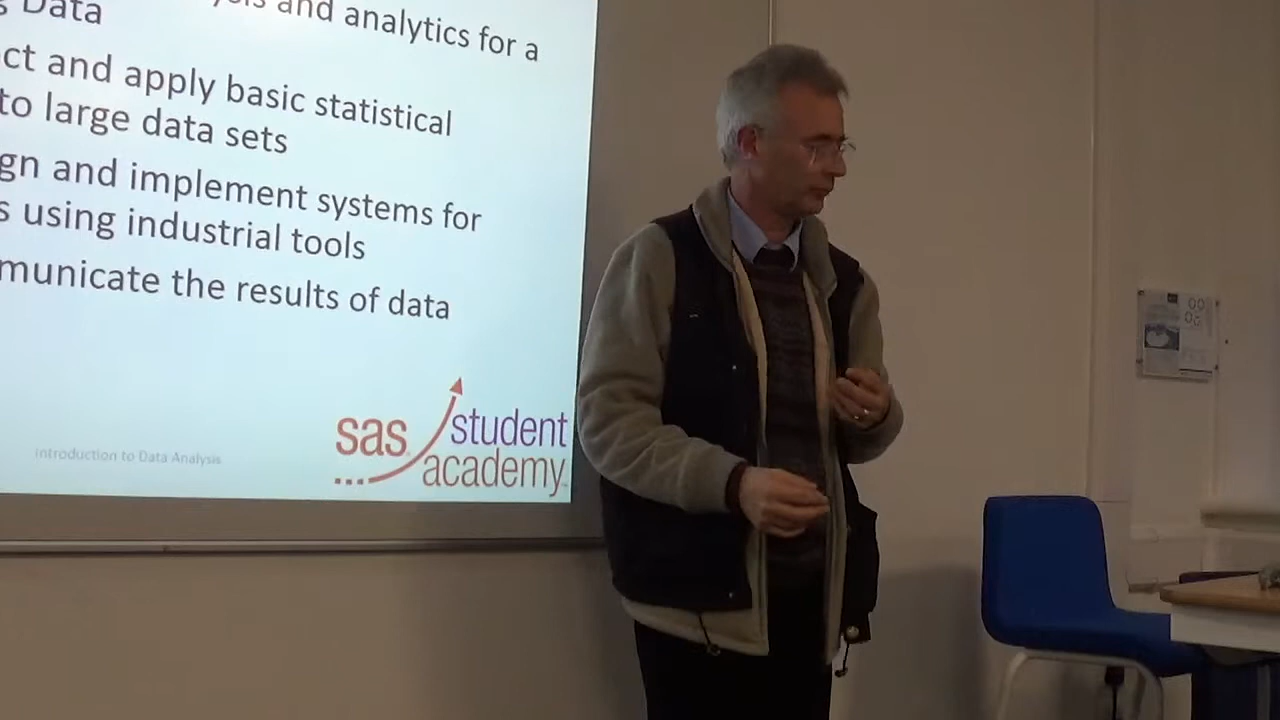 and analytics for a
Data
ct and apply basic statistical
to large data sets
gn and implement systems for
s using industrial tools
municate the results of data
sas student
... academy
Introduction to Data Analysis